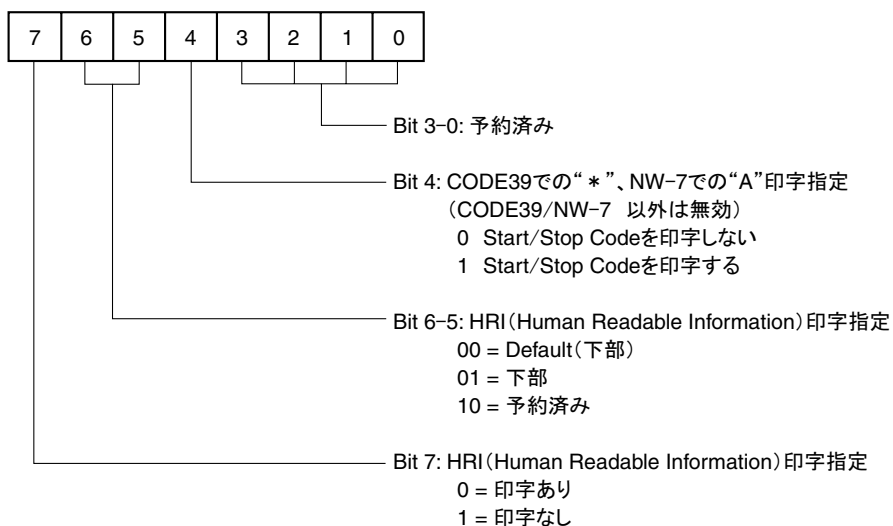 7 6 5 4 3 2 1 0
Bit 3-0: 予約済み
Bit 4: CODE39での“＊”、NW-7での“A”印字指定
（CODE39/NW-7　以外は無効）
0 Start/Stop Codeを印字しない
1 Start/Stop Codeを印字する
Bit 6-5: HRI（Human Readable Information）印字指定
00 = Default（下部）
01 = 下部
10 = 予約済み
Bit 7: HRI（Human Readable Information）印字指定
0 = 印字あり
1 = 印字なし